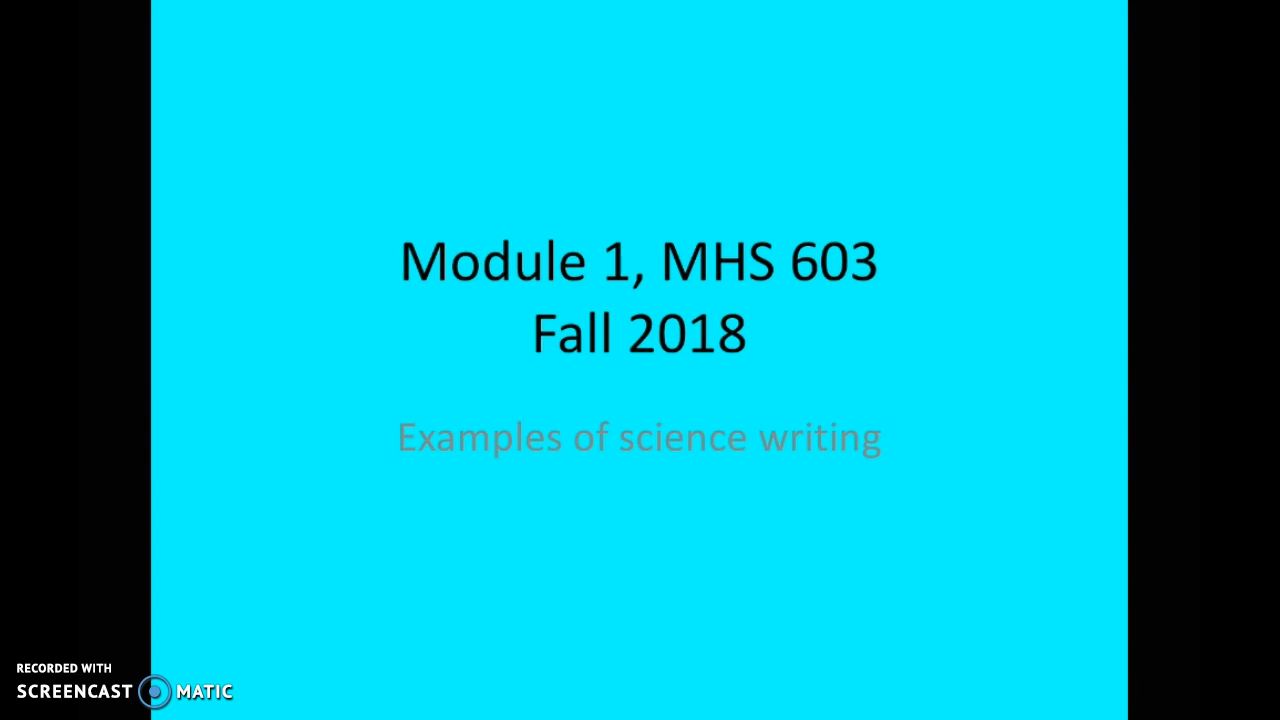 Module 1, MHS 603
Fall 2018
Examples of science writing
RECORDED WITH
SCREENCAST MATIC